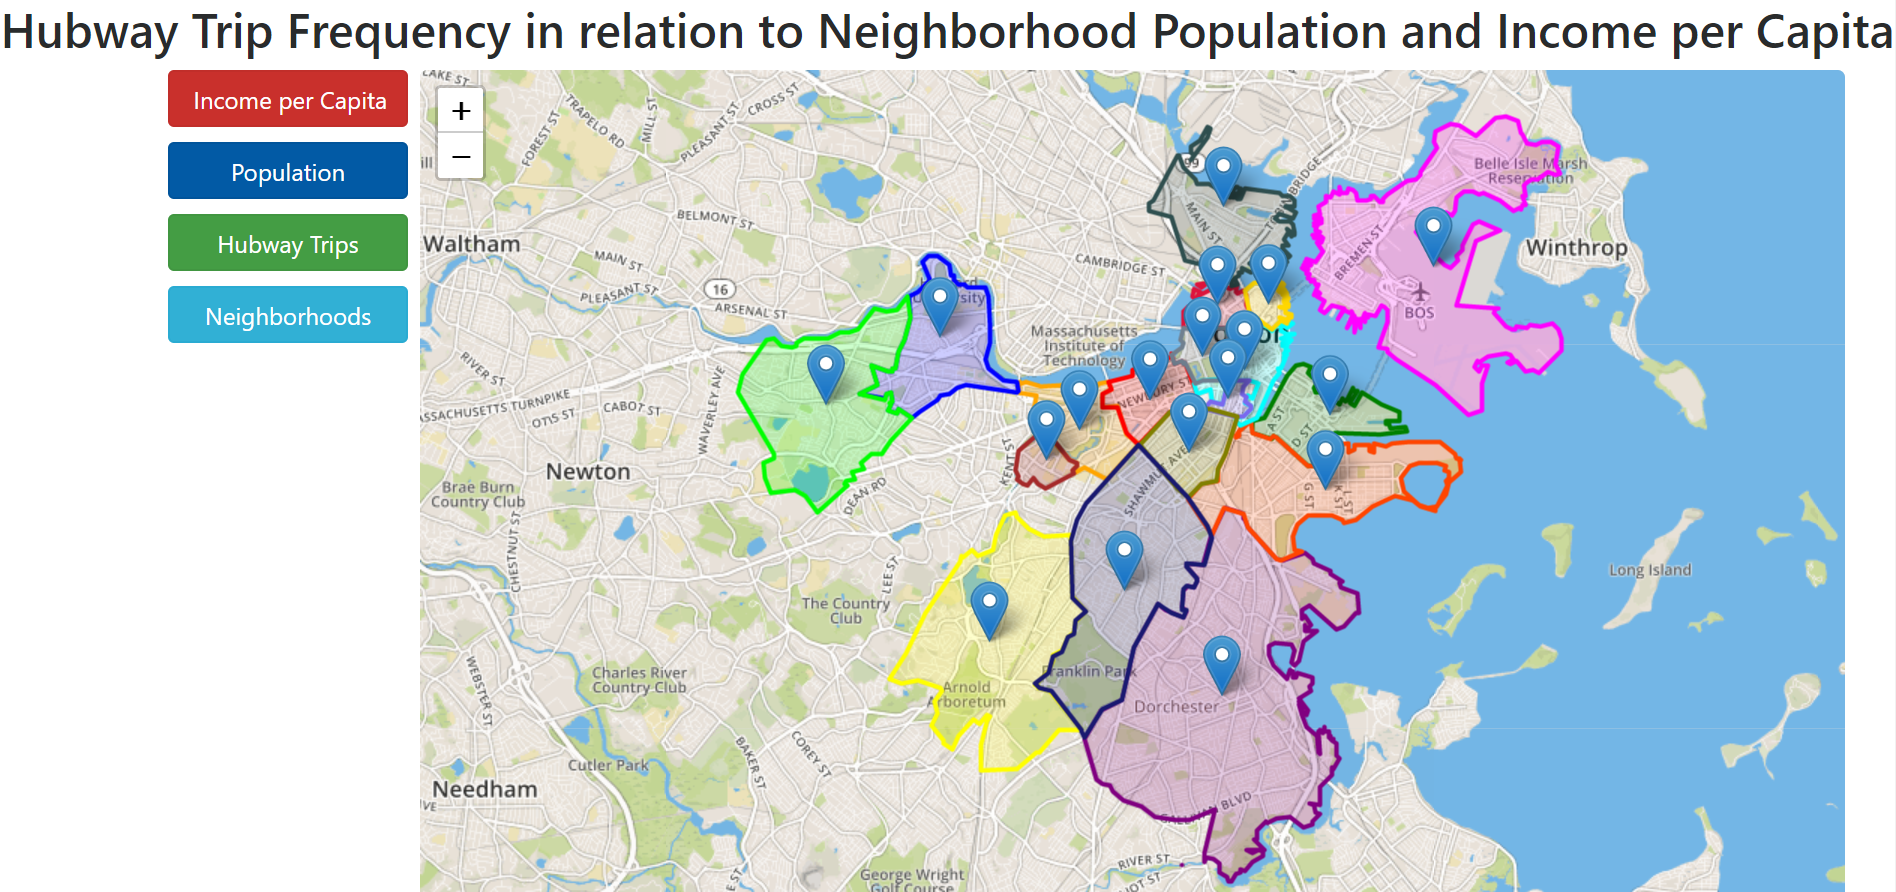 Hubway Trip Frequency in relation to Neighborhood Population and Income per Capita
Income per Capita
Population
Hubway Trips
Neighborhoods
+
−
LAKE ST
TRAPELO RD
FOREST ST
MILL ST
PLEASANT ST
CROSS ST
99
Belle Isle Marsh
Reservation
BELMONT ST
MAIN ST
Waltham
MAIN ST
CAMBRIDGE ST
BREMEN ST
Winthrop
PLEASANT ST
16
ARSENAL ST
BOS
Massachusetts
Institute of
Technology
RIVER ST
WAVERLEY AVE
ASSACHUSETTS TURNPIKE
OTIS ST
CABOT ST
NEWBURY ST
D ST
KENT ST
Newton
Brae Burn
Country Club
DEAN RD
G ST
CHESTNUT ST
LEE ST
Long Island
The Country
Club
Charles River
Country Club
WEBSTER ST
Franklin Park
Arnold
Arboretum
Dorchester
BAKER ST
COREY ST
Cutler Park
Needham
GALLIVAN BLVD
RIVER ST
George Wright
Golf Course